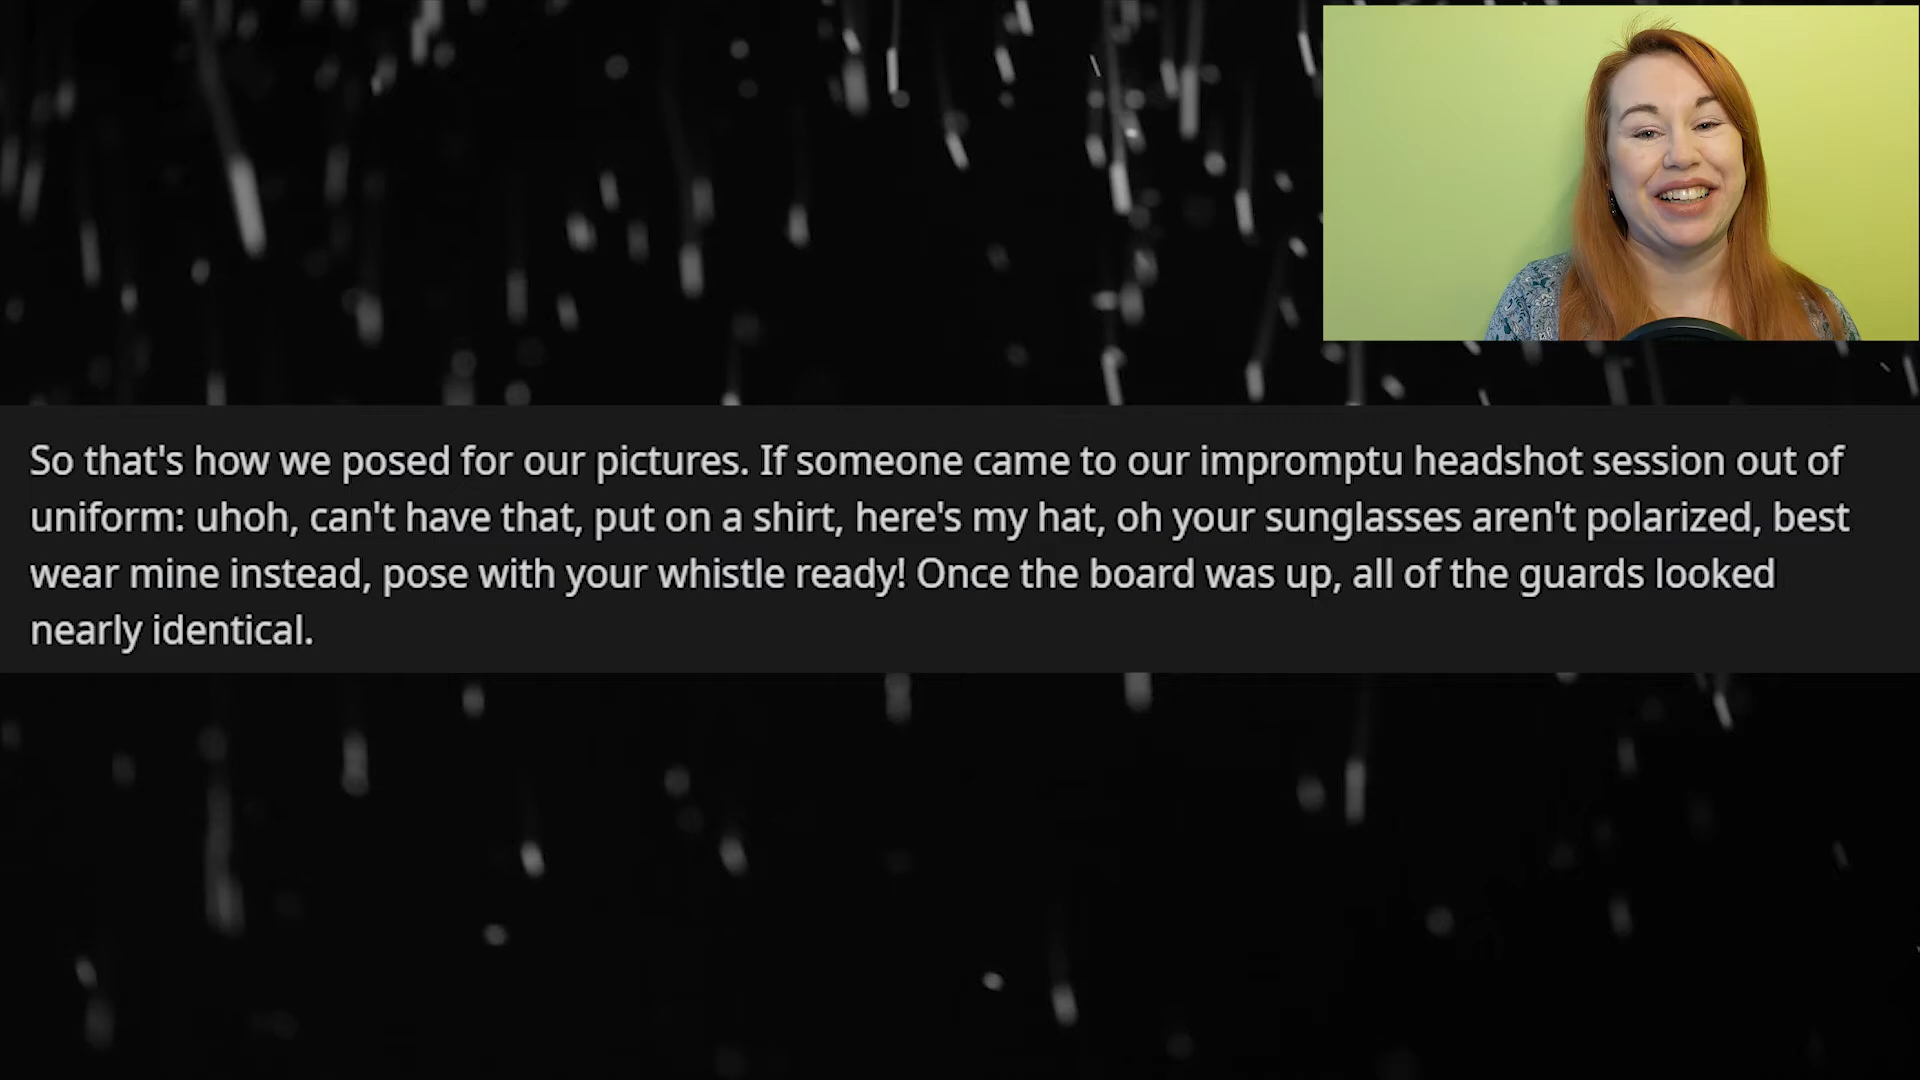 So that's how we posed for our pictures. If someone came to our impromptu headshot session out of
uniform: uhoh, can't have that, put on a shirt, here's my hat, oh your sunglasses aren't polarized, best
wear mine instead, pose with your whistle ready! Once the board was up, all of the guards looked
nearly identical.